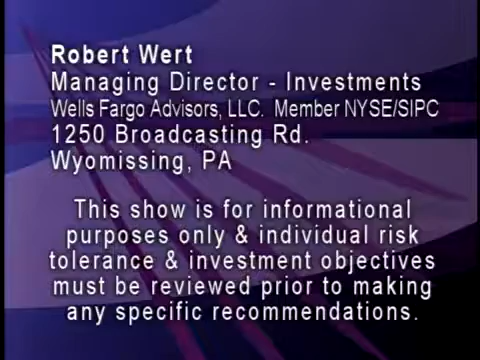 Robert Wert
Managing Director - Investments
Wells Fargo Advisors, LLC. Member NYSE/SIPC
1250 Broadcasting Rd.
Wyomissing, PA
This show is for informational
purposes only & individual risk
tolerance & investment objectives
must be reviewed prior to making
any specific recommendations.